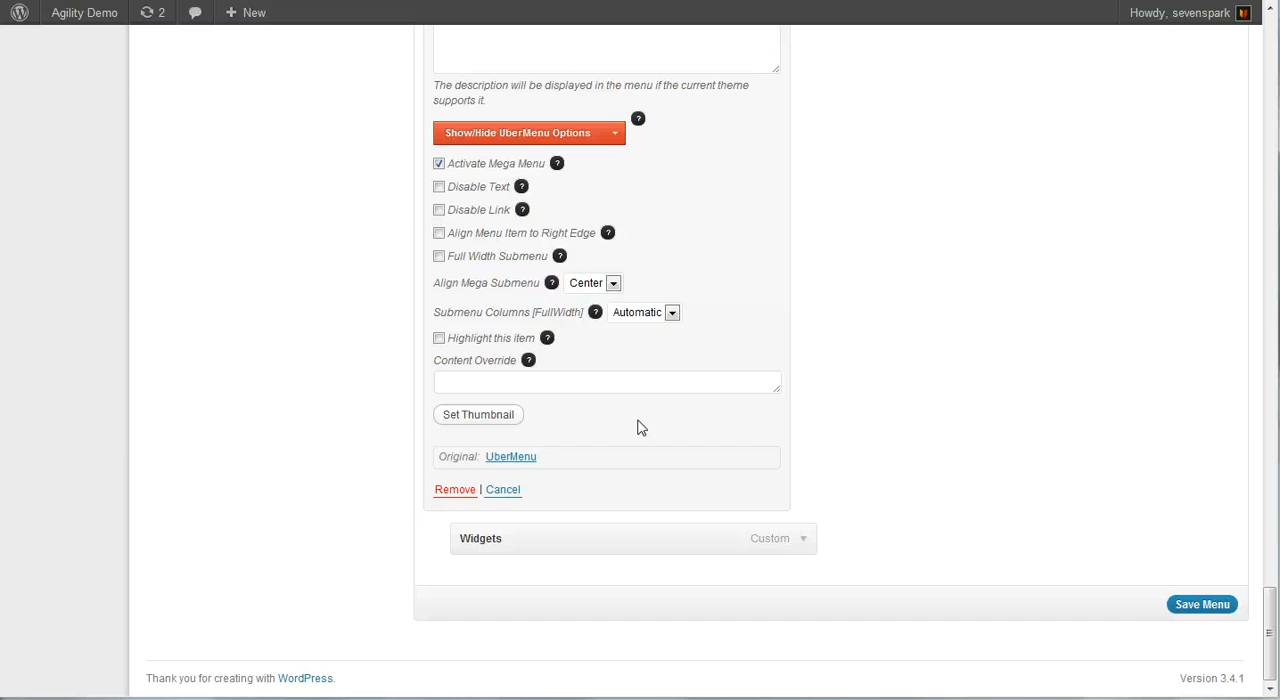 Agility Demo 2 New Howdy, sevenspark
The description will be displayed in the menu if the current theme
supports it.
Show/Hide UberMenu Options ?
Activate Mega Menu ?
Disable Text ?
Disable Link ?
Align Menu Item to Right Edge ?
Full Width Submenu ?
Align Mega Submenu ? Center
Submenu Columns [FullWidth] ? Automatic
Highlight this item ?
Content Override ?
Set Thumbnail
Original: UberMenu
Remove | Cancel
Widgets Custom
Save Menu
Thank you for creating with WordPress. Version 3.4.1